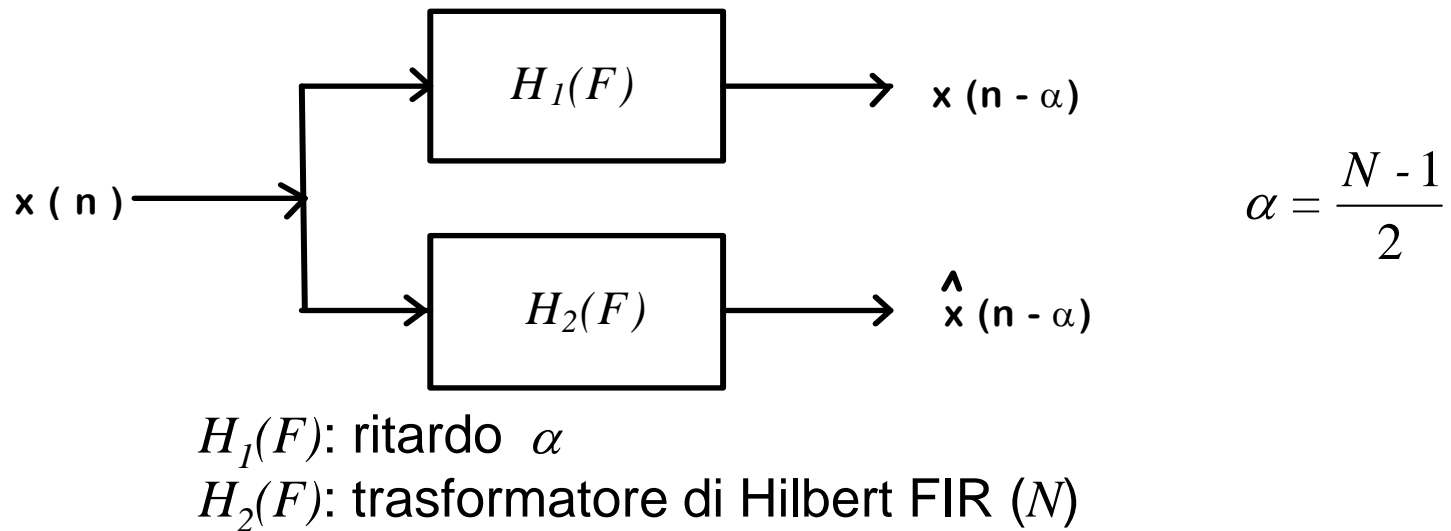 H₁(F)
x (n - α)
x ( n )
α = (N - 1)/2
H₂(F)
x̂ (n - α)
H₁(F): ritardo α
H₂(F): trasformatore di Hilbert FIR (N)